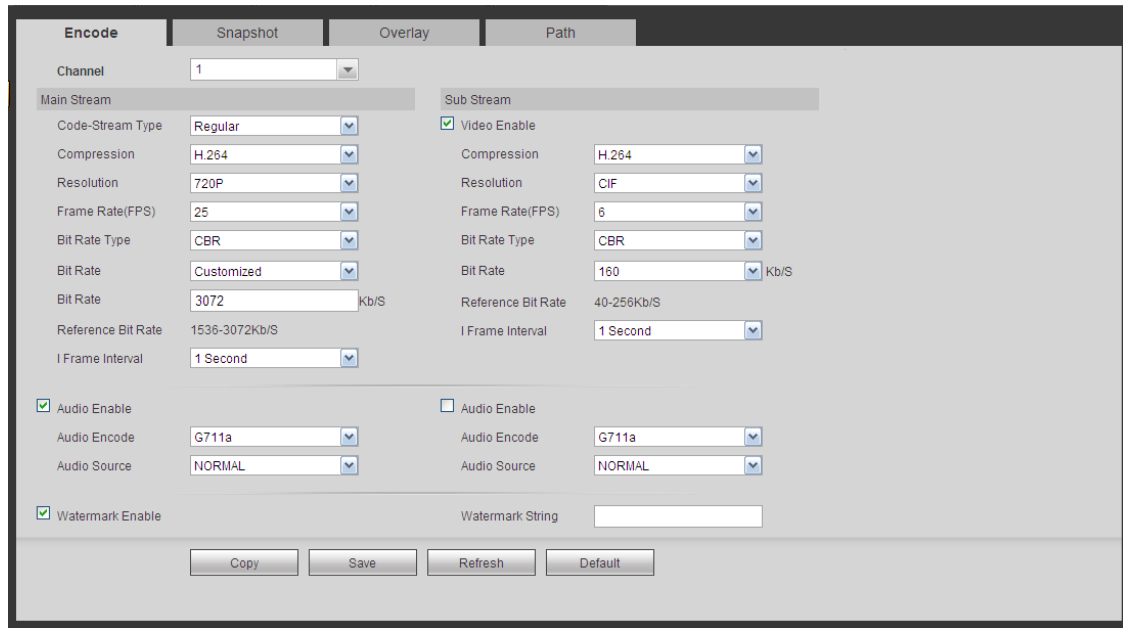 Encode Snapshot Overlay Path
Channel 1
Main Stream Sub Stream
Code-Stream Type Regular Video Enable
Compression H.264 Compression H.264
Resolution 720P Resolution CIF
Frame Rate(FPS) 25 Frame Rate(FPS) 6
Bit Rate Type CBR Bit Rate Type CBR
Bit Rate Customized Bit Rate 160 Kb/S
Bit Rate 3072 Kb/S Reference Bit Rate 40-256Kb/S
Reference Bit Rate 1536-3072Kb/S I Frame Interval 1 Second
I Frame Interval 1 Second
Audio Enable Audio Enable
Audio Encode G711a Audio Encode G711a
Audio Source NORMAL Audio Source NORMAL
Watermark Enable Watermark String
Copy Save Refresh Default